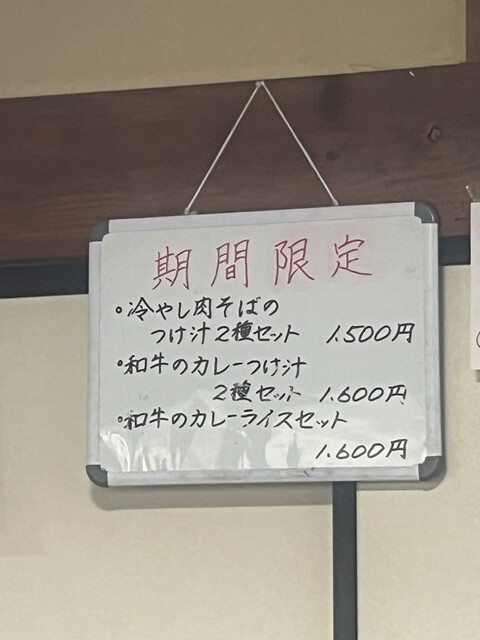 期間限定
・冷やし肉そばの
つけ汁2種セット 1.500円
・和牛のカレーつけ汁
2種セット 1.600円
・和牛のカレーライスセット
1.600円